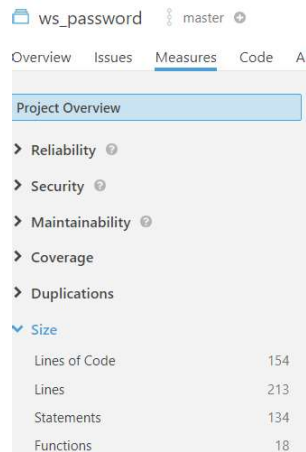 ws_password master
Overview Issues Measures Code A
Project Overview
Reliability ?
Security ?
Maintainability ?
Coverage
Duplications
Size
Lines of Code 154
Lines 213
Statements 134
Functions 18